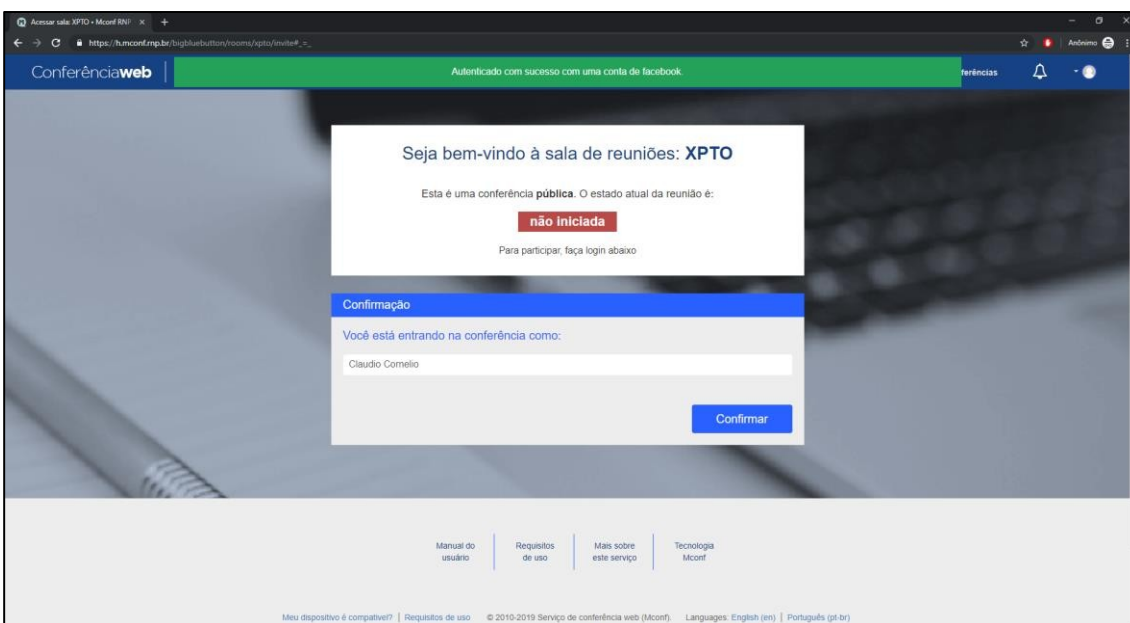 Acessar sala: XPTO • Mconf RNP
https://h.mconf.rnp.br/bigbluebutton/rooms/xpto/invite#_=_
Anônimo
Conferênciaweb
Autenticado com sucesso com uma conta de facebook.
ferências
Seja bem-vindo à sala de reuniões: XPTO
Esta é uma conferência pública. O estado atual da reunião é:
não iniciada
Para participar, faça login abaixo
Confirmação
Você está entrando na conferência como:
Claudio Cornelio
Confirmar
Manual do
usuário
Requisitos
de uso
Mais sobre
este serviço
Tecnologia
Mconf
Meu dispositivo é compatível? | Requisitos de uso © 2010-2019 Serviço de conferência web (Mconf). Languages: English (en) | Português (pt-br)